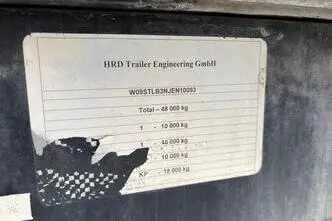 HRD Trailer Engineering GmbH
W09STLB3NJEN10093
Total – 48 000 kg
1 - 10 000 kg
- 10 000 kg
- 10 000 kg
KP - 18 000 kg